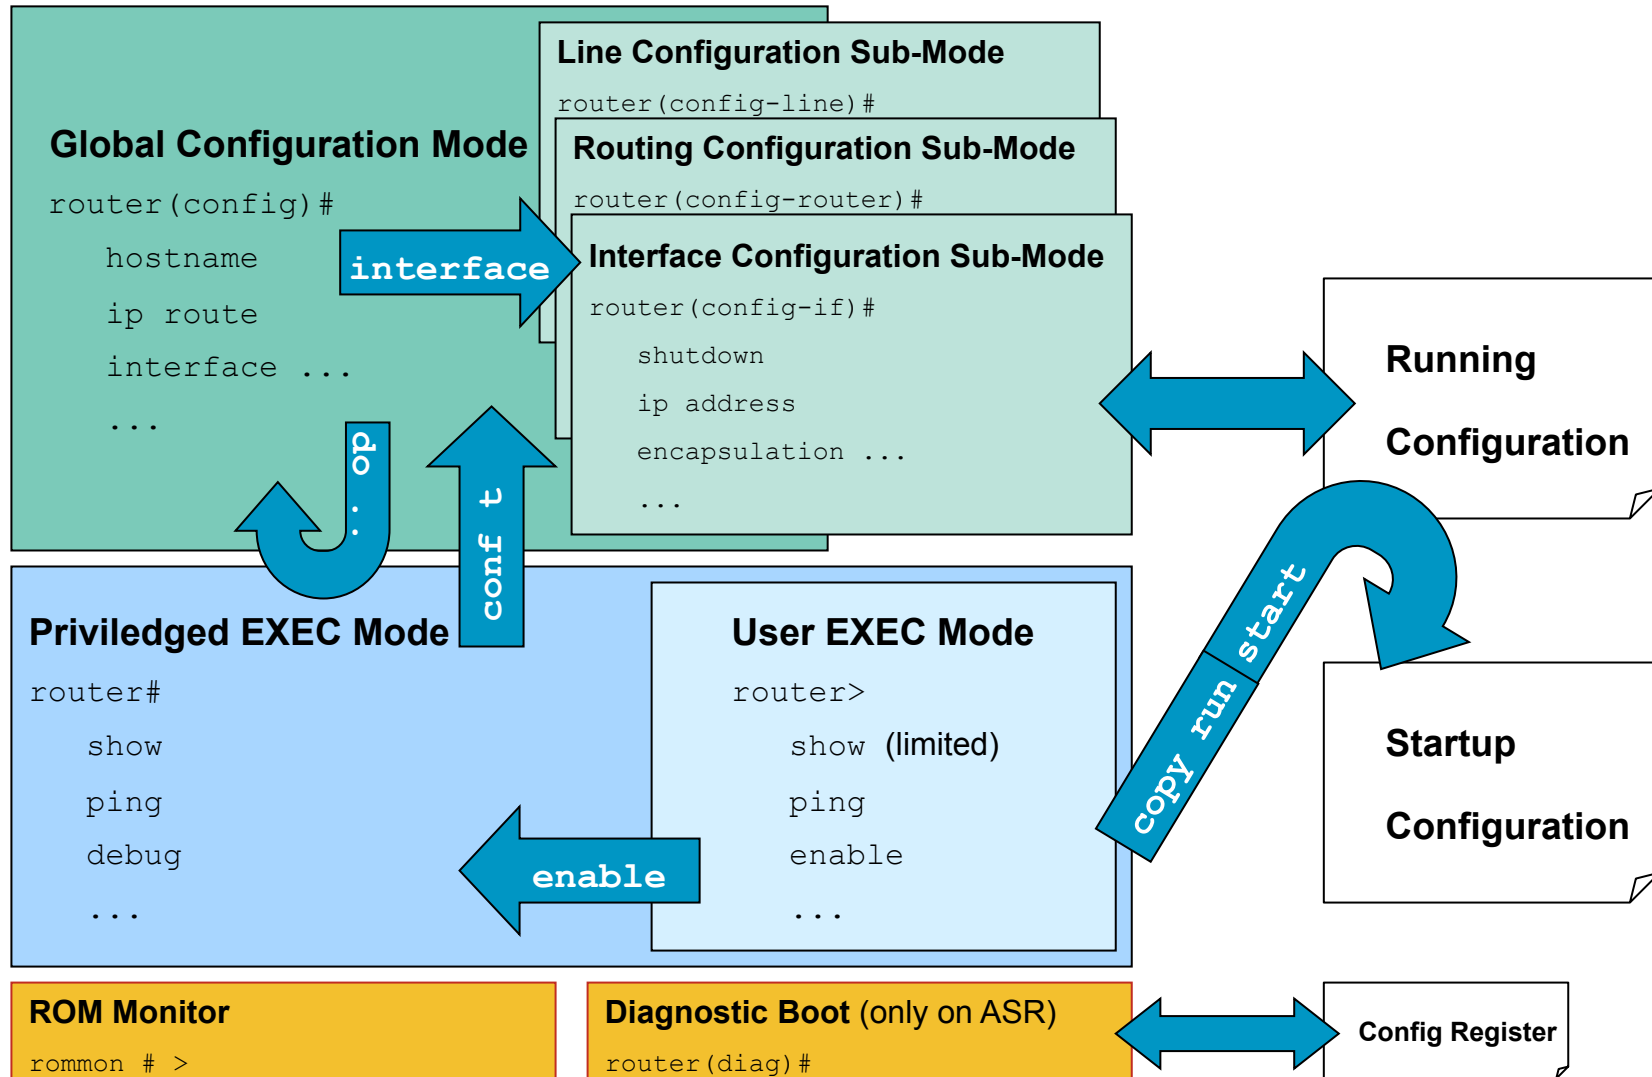 Line Configuration Sub-Mode
router(config-line)#
Global Configuration Mode
Routing Configuration Sub-Mode
router(config)#
router(config-router)#
hostname
interface
Interface Configuration Sub-Mode
router(config-if)#
ip route
interface ...
shutdown
ip address
encapsulation ...
...
...
do ..
conf t
Running
Configuration
Priviledged EXEC Mode
router#
show
ping
debug
...
User EXEC Mode
router>
show (limited)
ping
enable
...
enable
copy run start
Startup
Configuration
ROM Monitor
rommon # >
Diagnostic Boot (only on ASR)
router(diag)#
Config Register